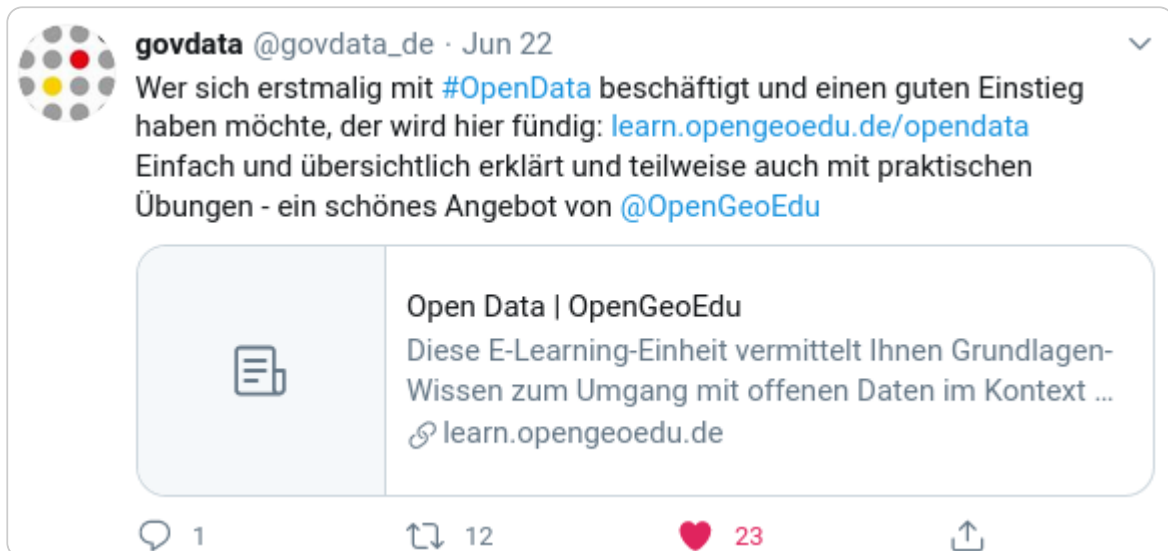 govdata @govdata_de · Jun 22
Wer sich erstmalig mit #OpenData beschäftigt und einen guten Einstieg
haben möchte, der wird hier fündig: learn.opengeoedu.de/opendata
Einfach und übersichtlich erklärt und teilweise auch mit praktischen
Übungen - ein schönes Angebot von @OpenGeoEdu
Open Data | OpenGeoEdu
Diese E-Learning-Einheit vermittelt Ihnen Grundlagen-
Wissen zum Umgang mit offenen Daten im Kontext ...
learn.opengeoedu.de
1 12 23